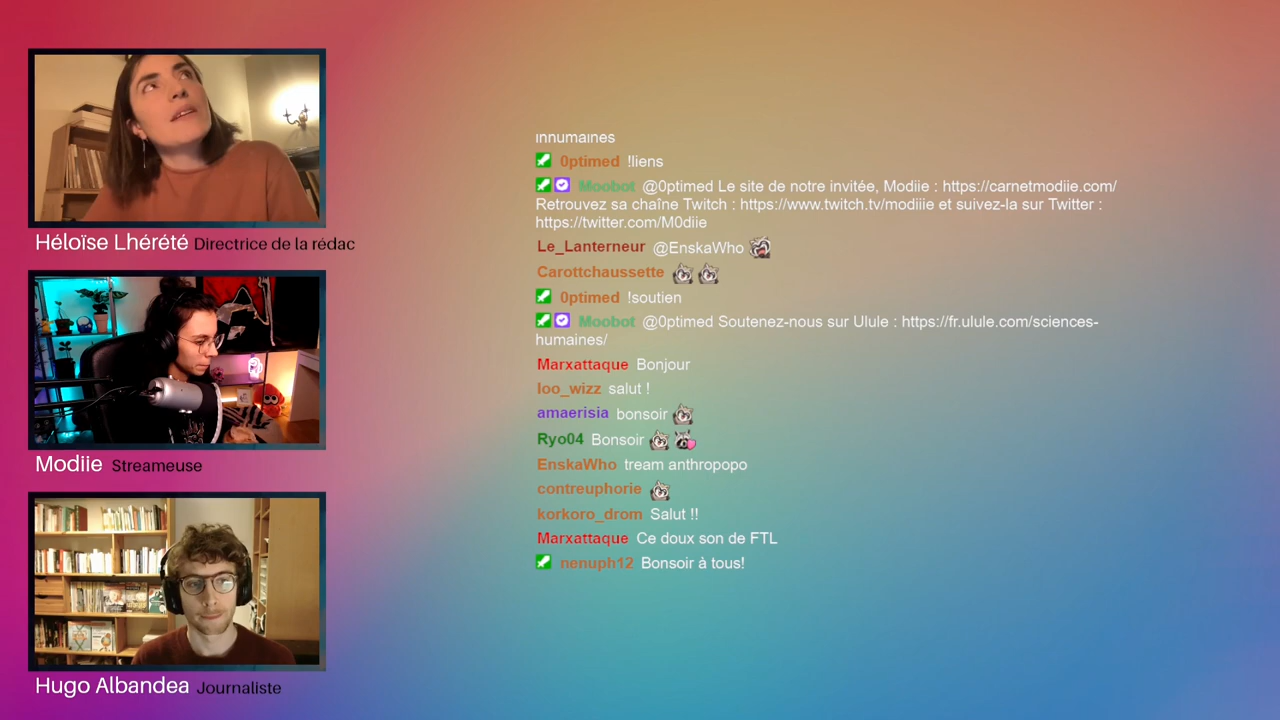 Héloïse Lhérété Directrice de la rédac
Modiie Streameuse
Hugo Albandea Journaliste
inhumaines
0ptimed !liens
Moobot @0ptimed Le site de notre invitée, Modiie : https://carnetmodiie.com/
Retrouvez sa chaîne Twitch : https://www.twitch.tv/modiiie et suivez-la sur Twitter :
https://twitter.com/M0diie
Le_Lanterneur @EnskaWho
Carottchaussette
0ptimed !soutien
Moobot @0ptimed Soutenez-nous sur Ulule : https://fr.ulule.com/sciences-
humaines/
Marxattaque Bonjour
loo_wizz salut !
amaerisia bonsoir
Ryo04 Bonsoir
EnskaWho tream anthropopo
contreuphorie
korkoro_drom Salut !!
Marxattaque Ce doux son de FTL
nenuph12 Bonsoir à tous!